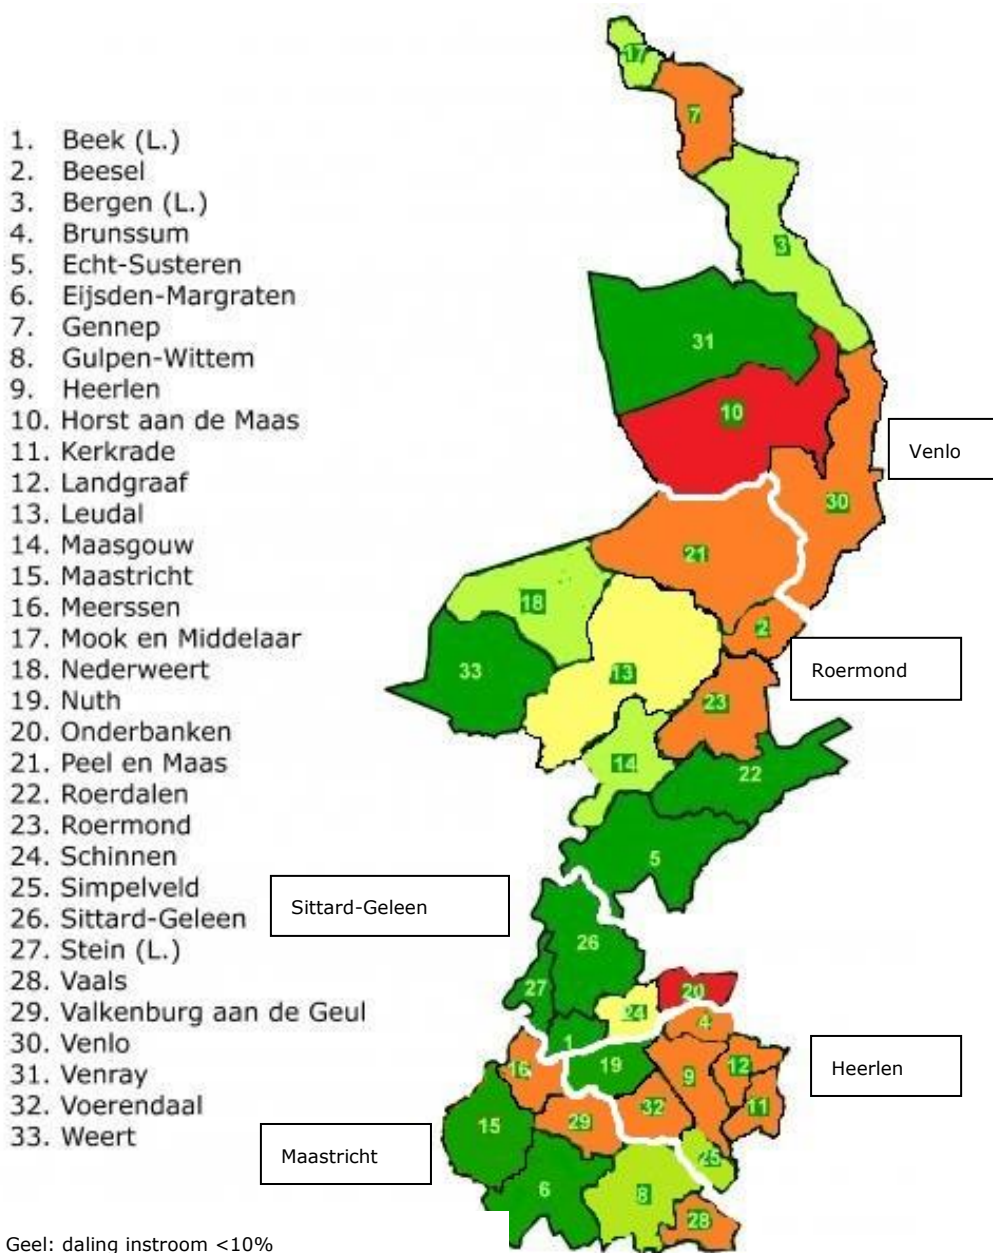 1. Beek (L.)
2. Beesel
3. Bergen (L.)
4. Brunssum
5. Echt-Susteren
6. Eijsden-Margraten
7. Gennep
8. Gulpen-Wittem
9. Heerlen
10. Horst aan de Maas
11. Kerkrade
12. Landgraaf
13. Leudal
14. Maasgouw
15. Maastricht
16. Meerssen
17. Mook en Middelaar
18. Nederweert
19. Nuth
20. Onderbanken
21. Peel en Maas
22. Roerdalen
23. Roermond
24. Schinnen
25. Simpelveld
26. Sittard-Geleen
27. Stein (L.)
28. Vaals
29. Valkenburg aan de Geul
30. Venlo
31. Venray
32. Voerendaal
33. Weert
17
7
3
31
10
Venlo
30
21
18
2
33
13
Roermond
23
14
22
5
Sittard-Geleen
26
27
20
24
4
1
19
12
Heerlen
16
9
32
11
15
29
Maastricht
25
6
8
28
Geel: daling instroom <10%